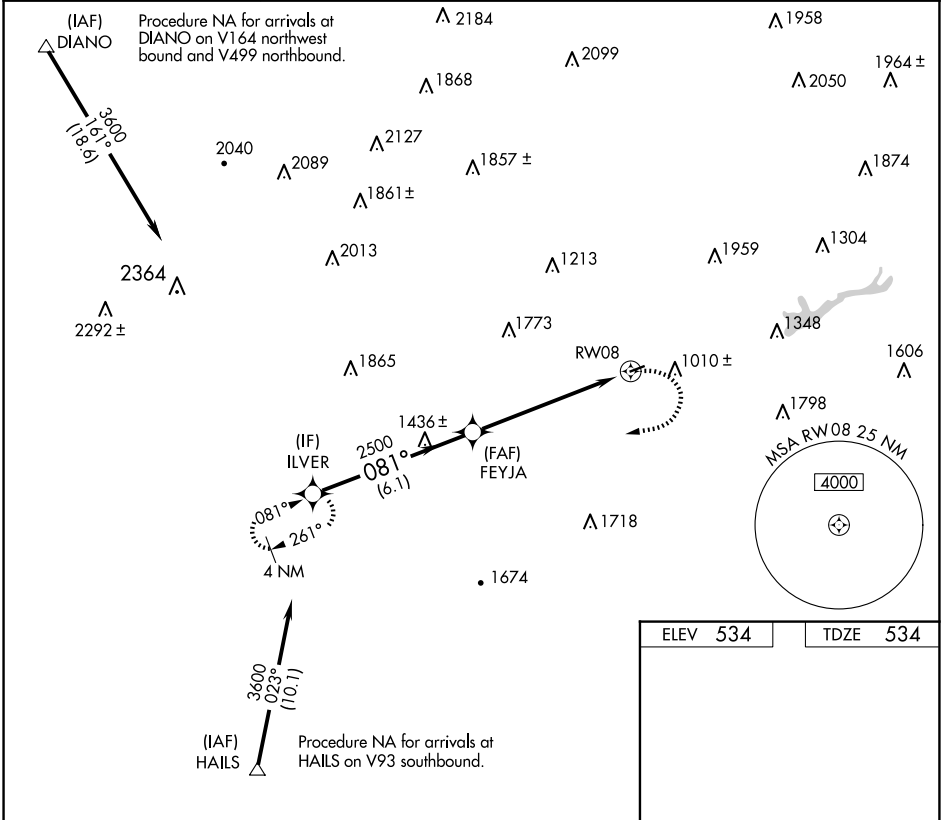 (IAF)
DIANO
Procedure NA for arrivals at
DIANO on V164 northwest
bound and V499 northbound.
3600
161°
(18.6)
2184
1958
2099
1868
2050
1964 ±
2127
2040
2089
1857 ±
1874
1861 ±
2013
1213
1959
1304
2364
2292 ±
1773
1348
1865
RW08
1010 ±
1606
1798
1436 ±
(IF)
ILVER
2500
081°
(6.1)
(FAF)
FEYJA
MSA RW 08 25 NM
4000
081°
261°
4 NM
1718
1674
ELEV 534
TDZE 534
3600
023°
(10.1)
(IAF)
HAILS
Procedure NA for arrivals at
HAILS on V93 southbound.